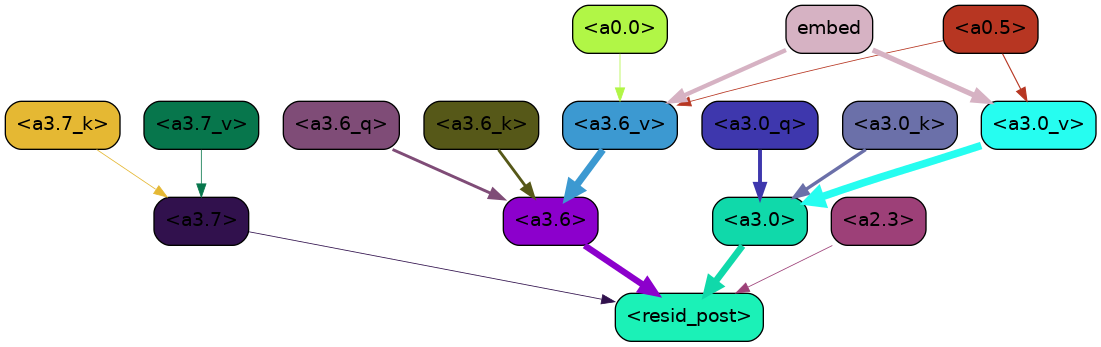 <a0.0>
embed
<a0.5>
<a3.7_k>
<a3.7_v>
<a3.6_q>
<a3.6_k>
<a3.6_v>
<a3.0_q>
<a3.0_k>
<a3.0_v>
<a3.7>
<a3.6>
<a3.0>
<a2.3>
<resid_post>